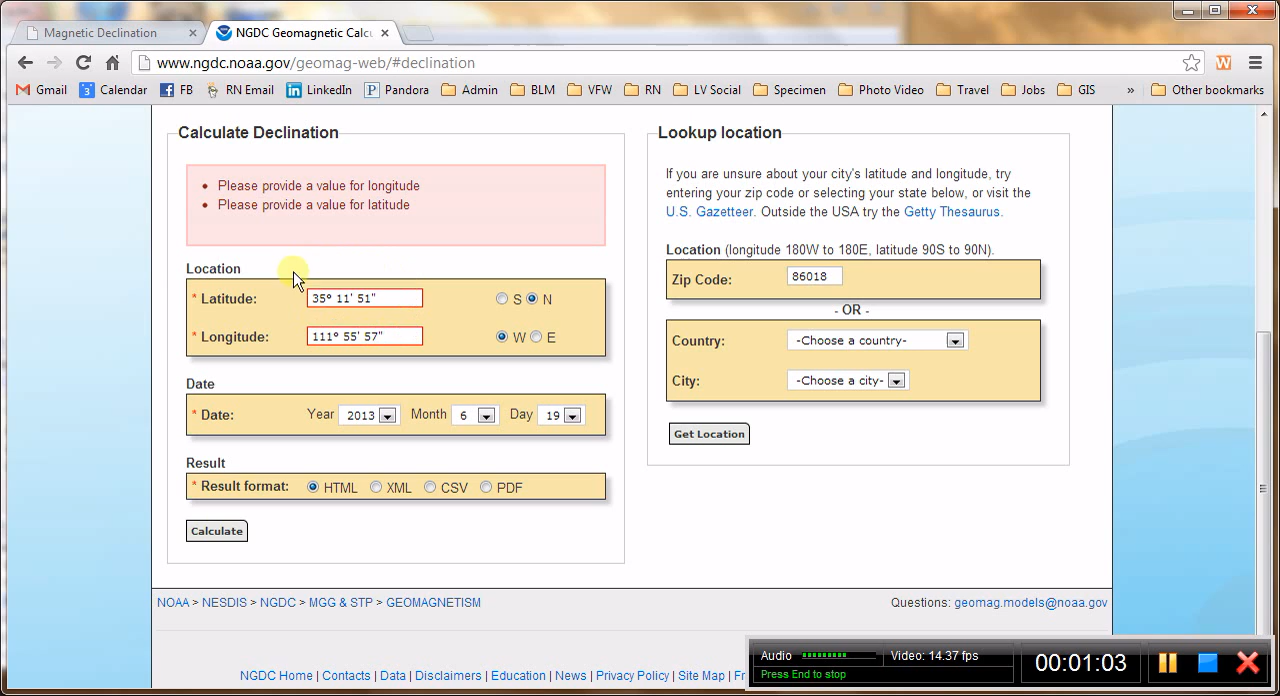 Magnetic Declination
NGDC Geomagnetic Calcu
www.ngdc.noaa.gov/geomag-web/#declination
Gmail 3 Calendar FB RN Email LinkedIn P Pandora Admin BLM VFW RN LV Social Specimen Photo Video Travel Jobs GIS » Other bookmarks
Calculate Declination
Please provide a value for longitude
Please provide a value for latitude
Location
* Latitude: 35° 11' 51" S N
* Longitude: 111° 55' 57" W E
Date
* Date: Year 2013 Month 6 Day 19
Result
* Result format: HTML XML CSV PDF
Calculate
Lookup location
If you are unsure about your city's latitude and longitude, try
entering your zip code or selecting your state below, or visit the
U.S. Gazetteer. Outside the USA try the Getty Thesaurus.
Location (longitude 180W to 180E, latitude 90S to 90N).
Zip Code: 86018
- OR -
Country: -Choose a country-
City: -Choose a city-
Get Location
NOAA > NESDIS > NGDC > MGG & STP > GEOMAGNETISM
Questions: geomag.models@noaa.gov
NGDC Home | Contacts | Data | Disclaimers | Education | News | Privacy Policy | Site Map | Fr
Audio Video: 14.37 fps
Press End to stop
00:01:03